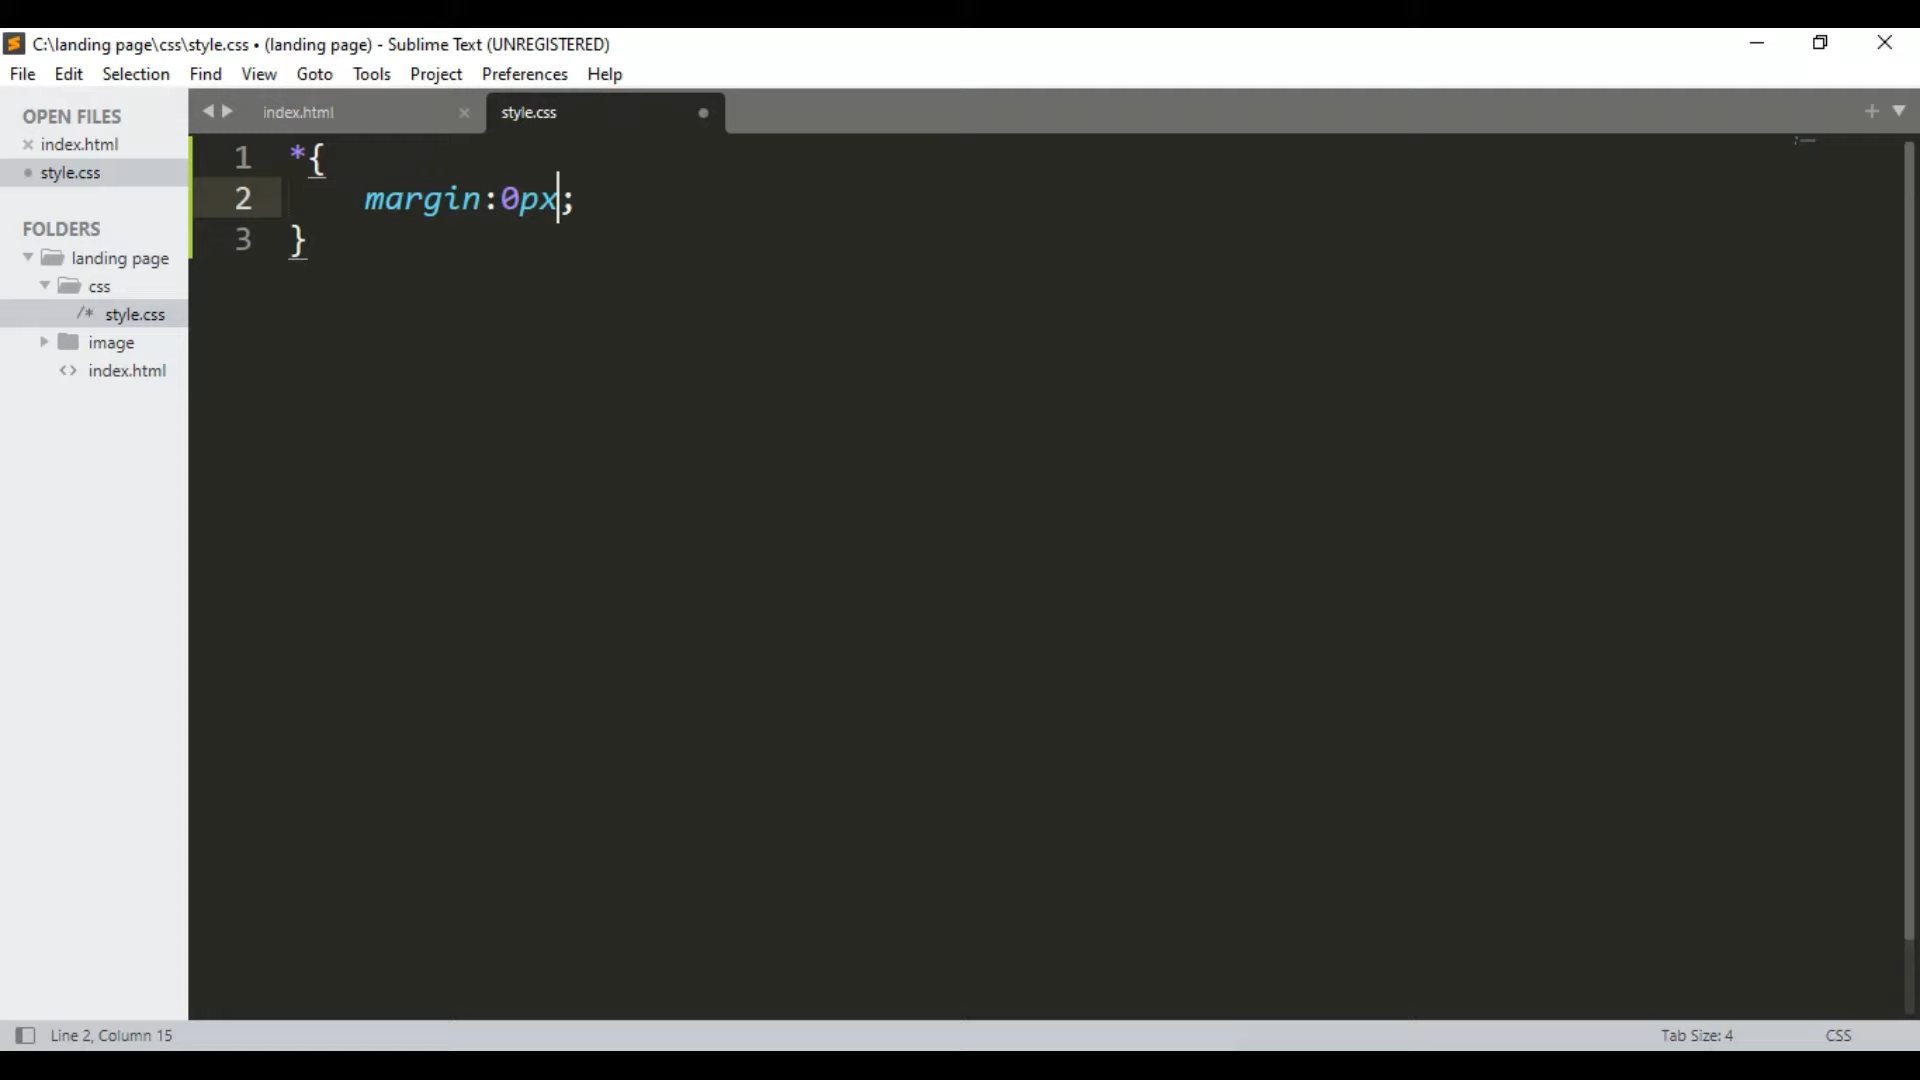 C:\landing page\css\style.css • (landing page) - Sublime Text (UNREGISTERED)
File Edit Selection Find View Goto Tools Project Preferences Help
OPEN FILES
index.html
style.css
FOLDERS
landing page
css
/* style.css
image
<> index.html
index.html
style.css
1 *{
2 margin:0px;
3 }
Line 2, Column 15
Tab Size: 4
CSS